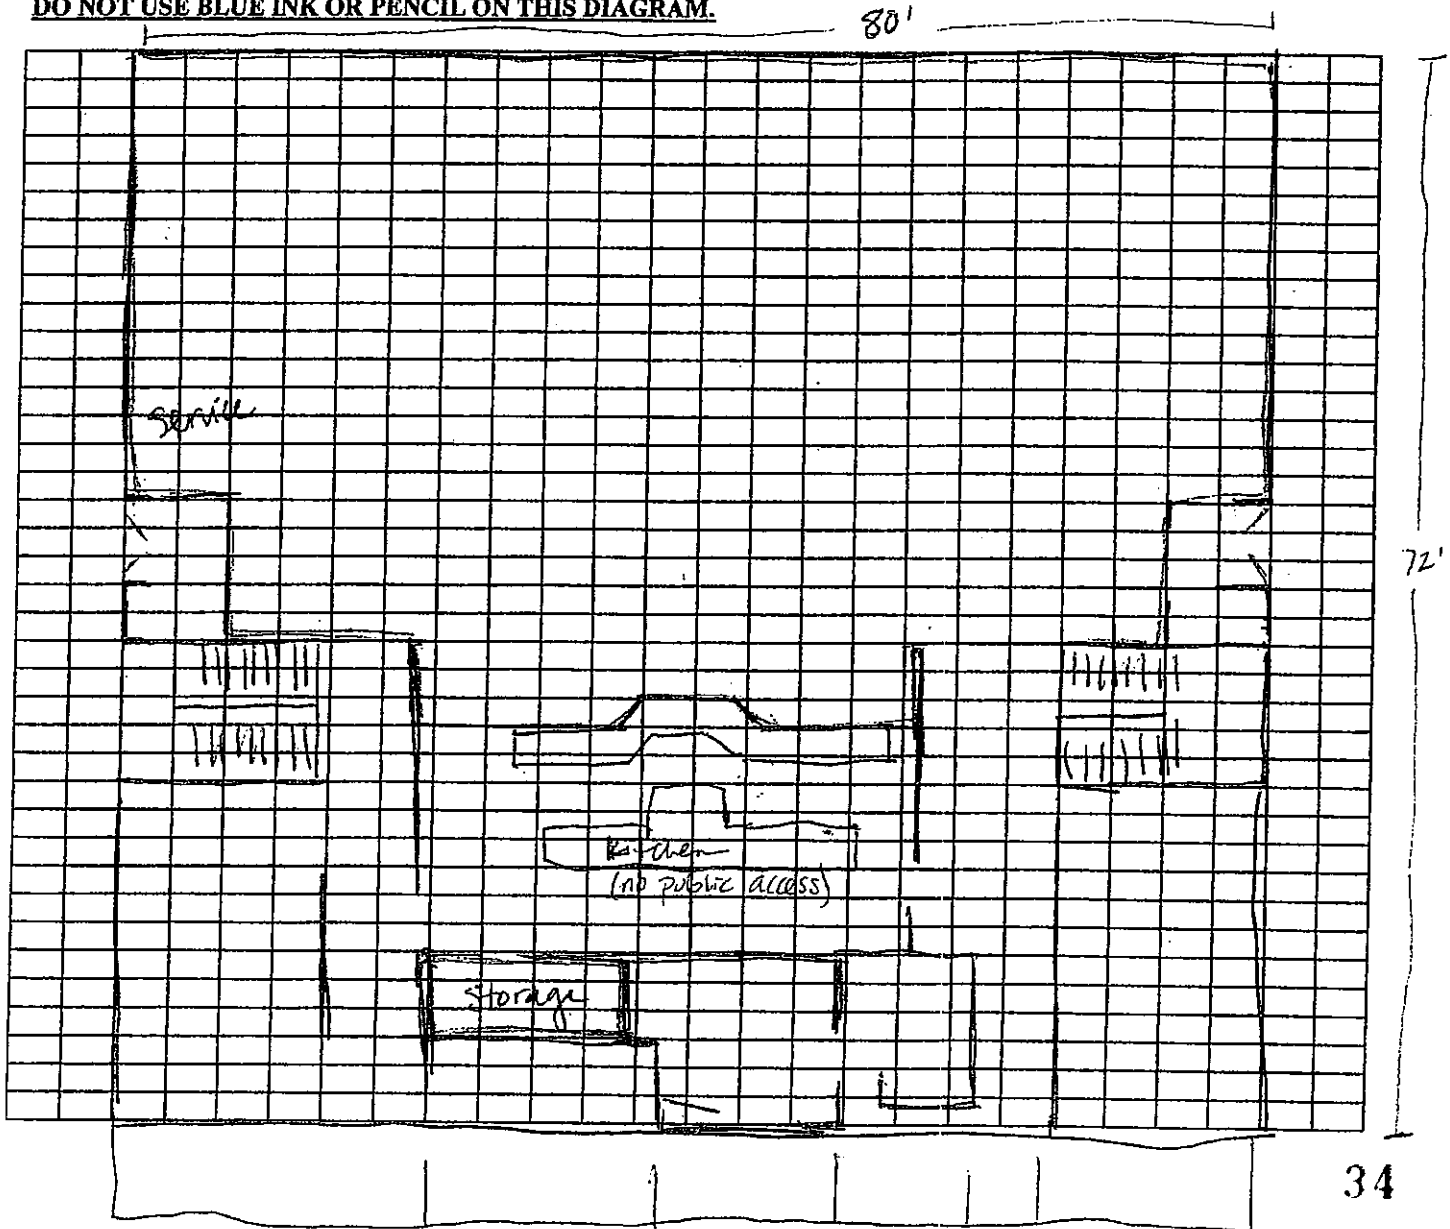 DO NOT USE BLUE INK OR PENCIL ON THIS DIAGRAM.
80'
service
72'
Kitchen
(no public access)
storage
34